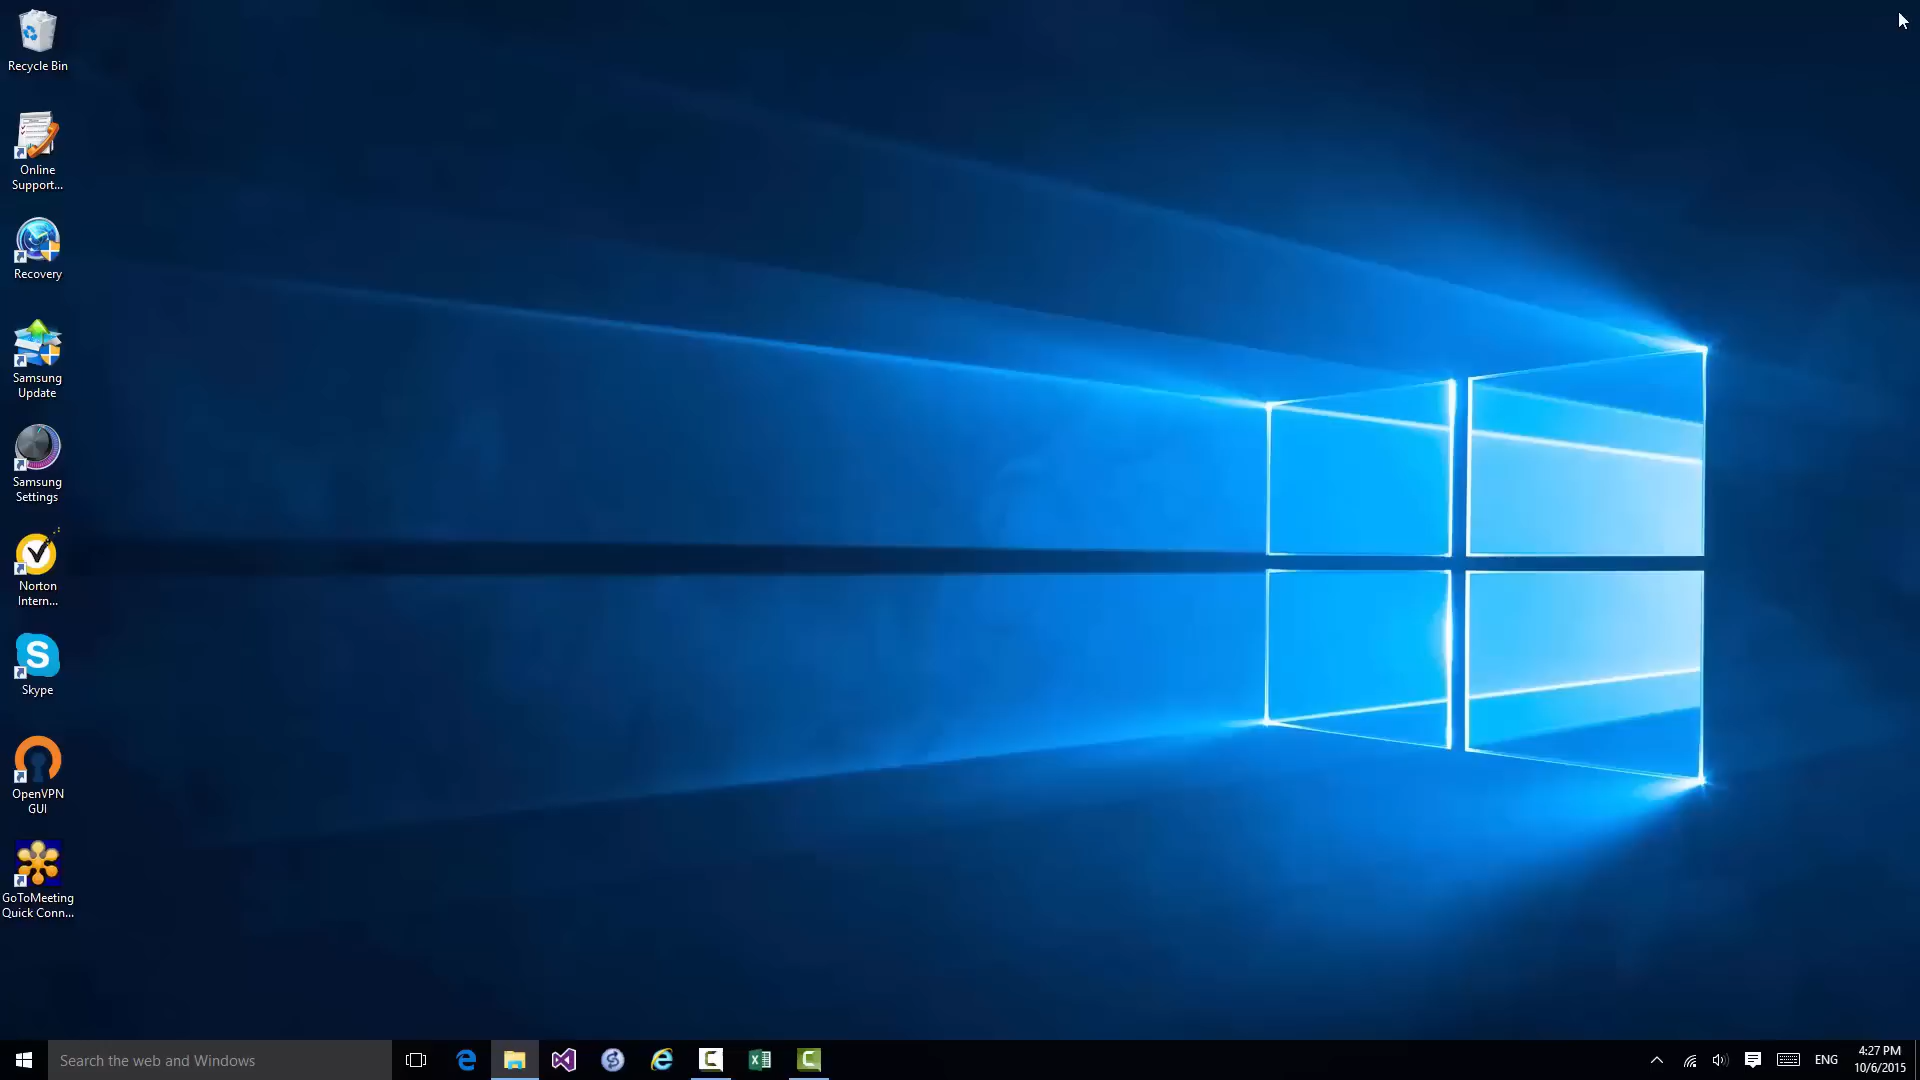 Recycle Bin
Online
Support...
Recovery
Samsung
Update
Samsung
Settings
Norton
Intern...
S
Skype
OpenVPN
GUI
GoToMeeting
Quick Conn...
Search the web and Windows
ENG
4:27 PM
10/6/2015